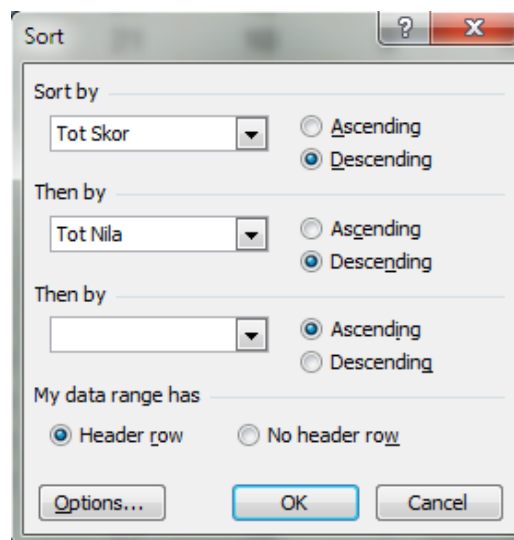 Sort
Sort by
Tot Skor
Ascending
Descending
Then by
Tot Nila
Ascending
Descending
Then by
Ascending
Descending
My data range has
Header row
No header row
Options...
OK
Cancel